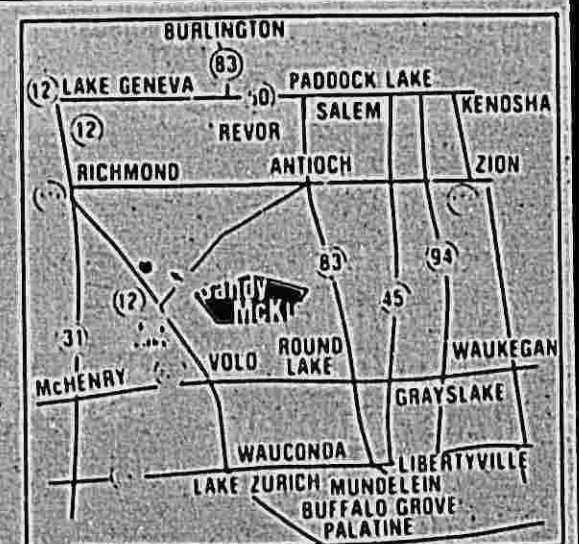 BURLINGTON
83
12 LAKE GENEVA
50 PADDOCK LAKE
12
SALEM
KENOSHA
REVOR
RICHMOND
ANTIOCH
ZION
83
94
12
45
31
VOLO
ROUND LAKE
WAUKEGAN
McHENRY
GRAYSLAKE
WAUCONDA
LIBERTYVILLE
LAKE ZURICH
MUNDELEIN
BUFFALO GROVE
PALATINE